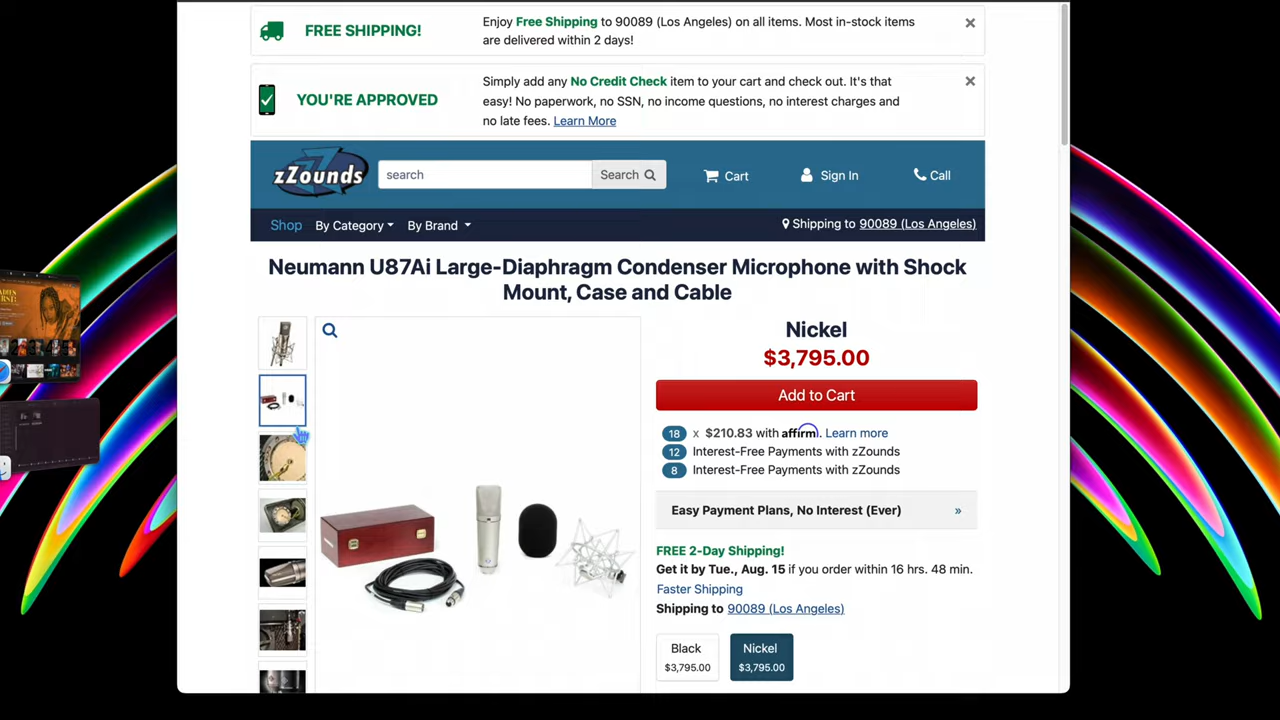 FREE SHIPPING!
Enjoy Free Shipping to 90089 (Los Angeles) on all items. Most in-stock items
are delivered within 2 days!
YOU'RE APPROVED
Simply add any No Credit Check item to your cart and check out. It's that
easy! No paperwork, no SSN, no income questions, no interest charges and
no late fees. Learn More
zZounds
search
Search
Cart
Sign In
Call
Shop
By Category
By Brand
Shipping to 90089 (Los Angeles)
Neumann U87Ai Large-Diaphragm Condenser Microphone with Shock
Mount, Case and Cable
Nickel
$3,795.00
Add to Cart
18 x $210.83 with affirm. Learn more
12 Interest-Free Payments with zZounds
8 Interest-Free Payments with zZounds
Easy Payment Plans, No Interest (Ever) »
FREE 2-Day Shipping!
Get it by Tue., Aug. 15 if you order within 16 hrs. 48 min.
Faster Shipping
Shipping to 90089 (Los Angeles)
Black
$3,795.00
Nickel
$3,795.00